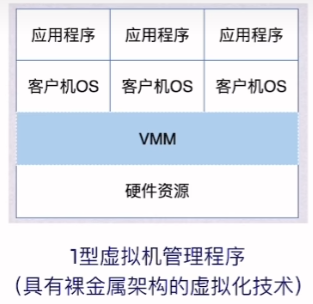 应用程序 应用程序 应用程序
客户机OS 客户机OS 客户机OS
VMM
硬件资源
1型虚拟机管理程序
（具有裸金属架构的虚拟化技术）